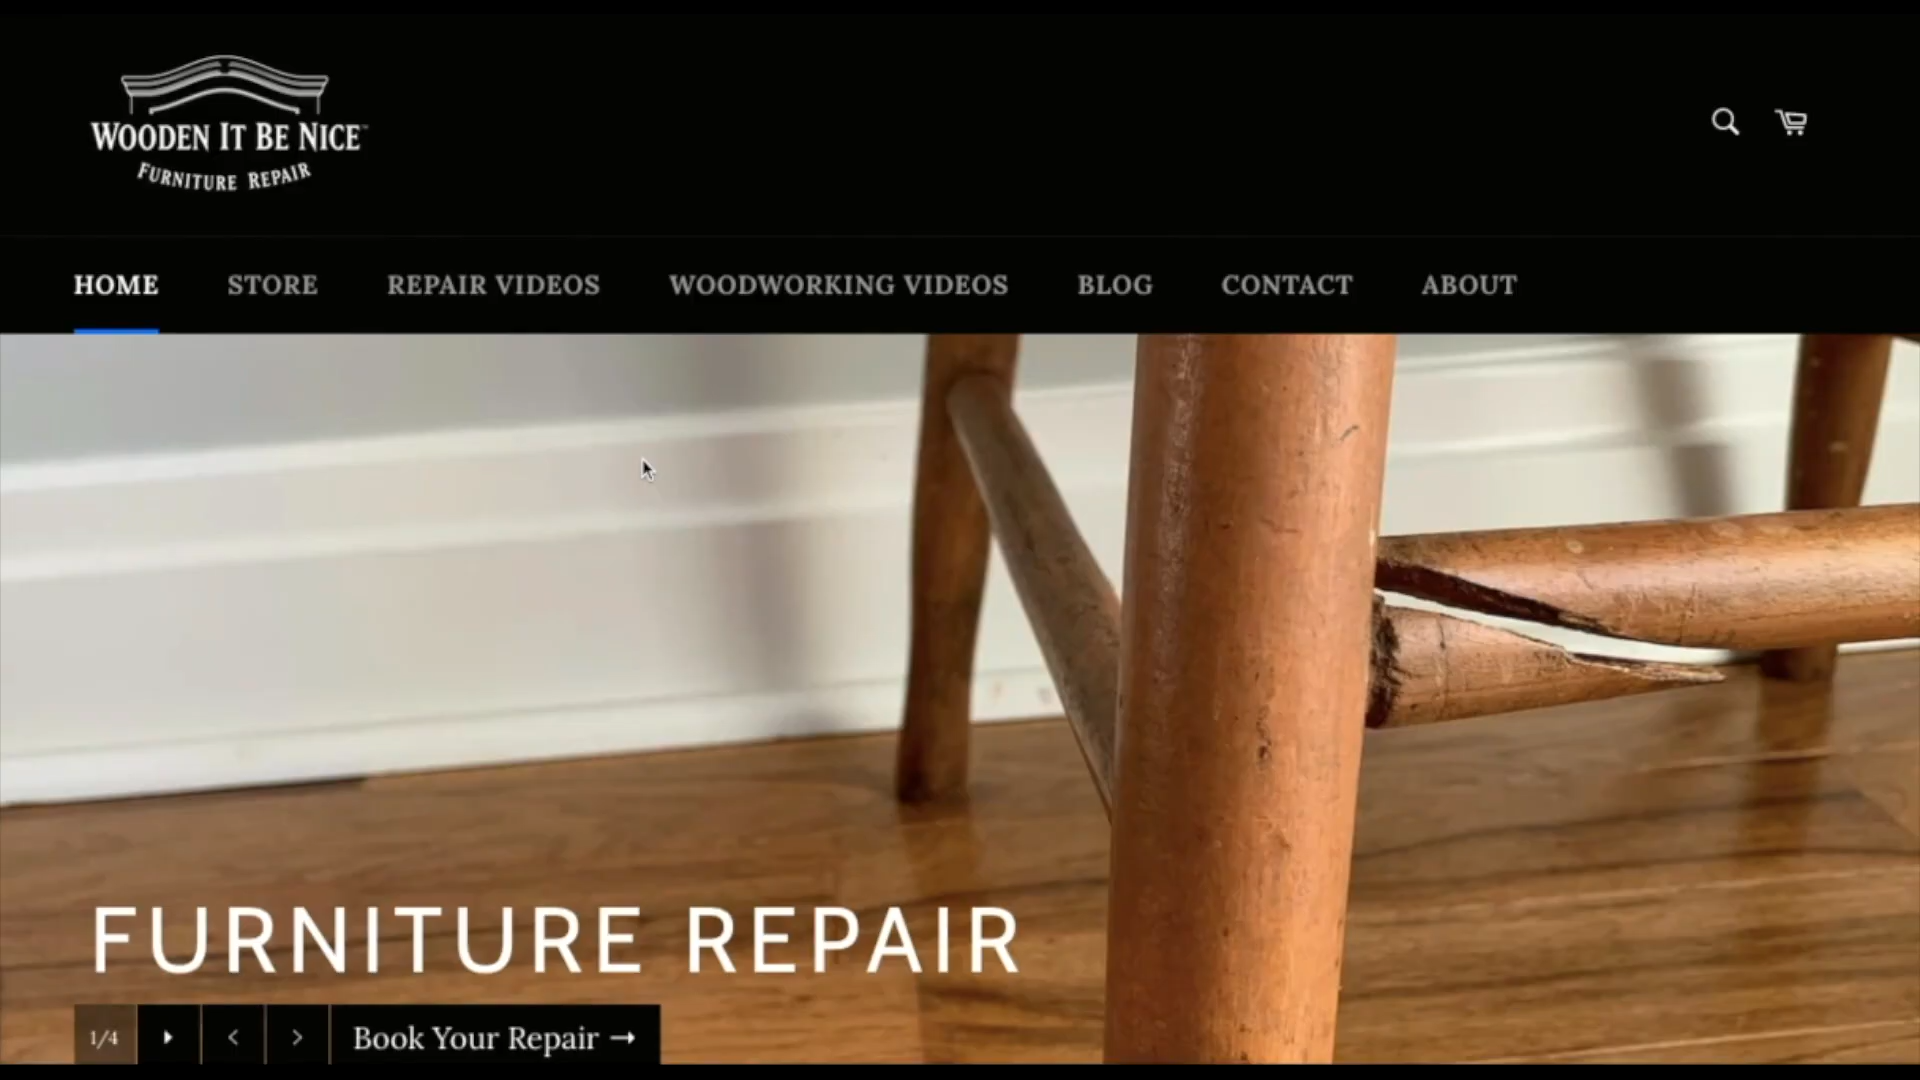 WOODEN IT BE NICE™
FURNITURE REPAIR
HOME STORE REPAIR VIDEOS WOODWORKING VIDEOS BLOG CONTACT ABOUT
FURNITURE REPAIR
1/4 Book Your Repair →